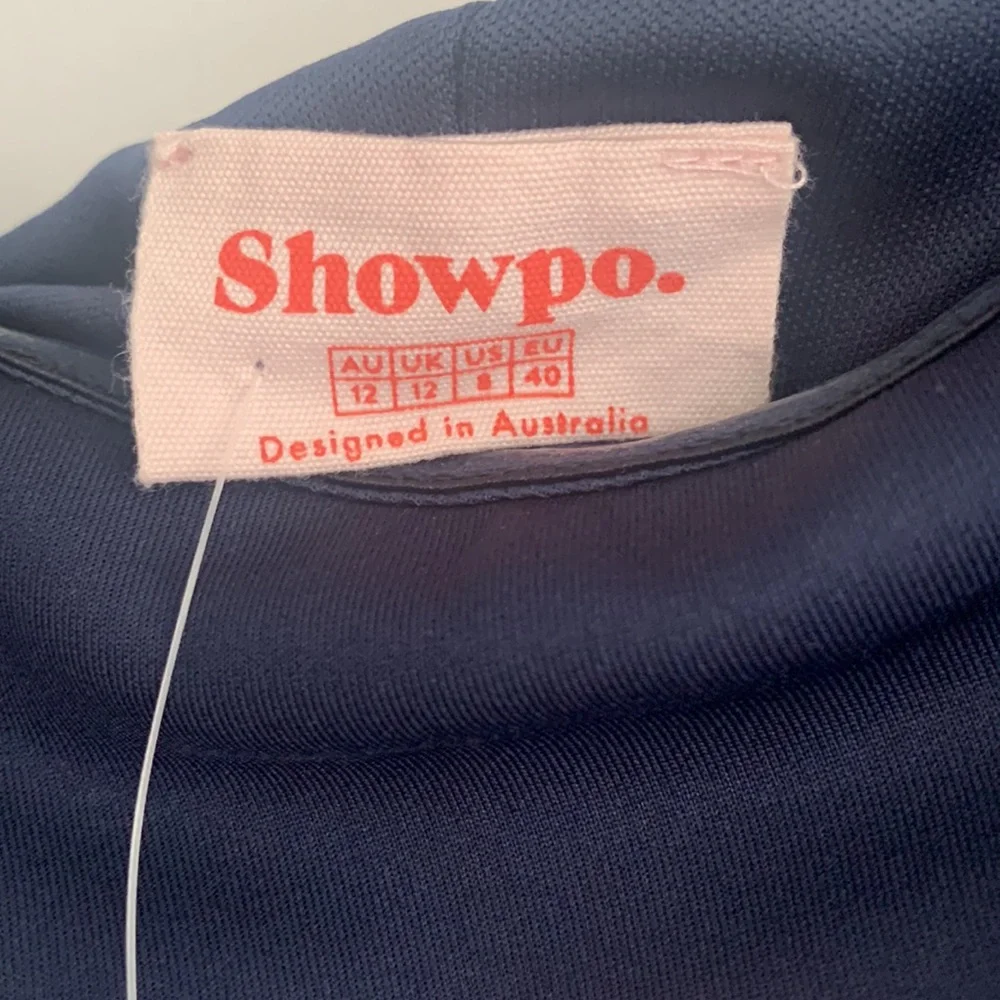 Showpo.
AU UK US EU
12 12 8 40
Designed in Australia